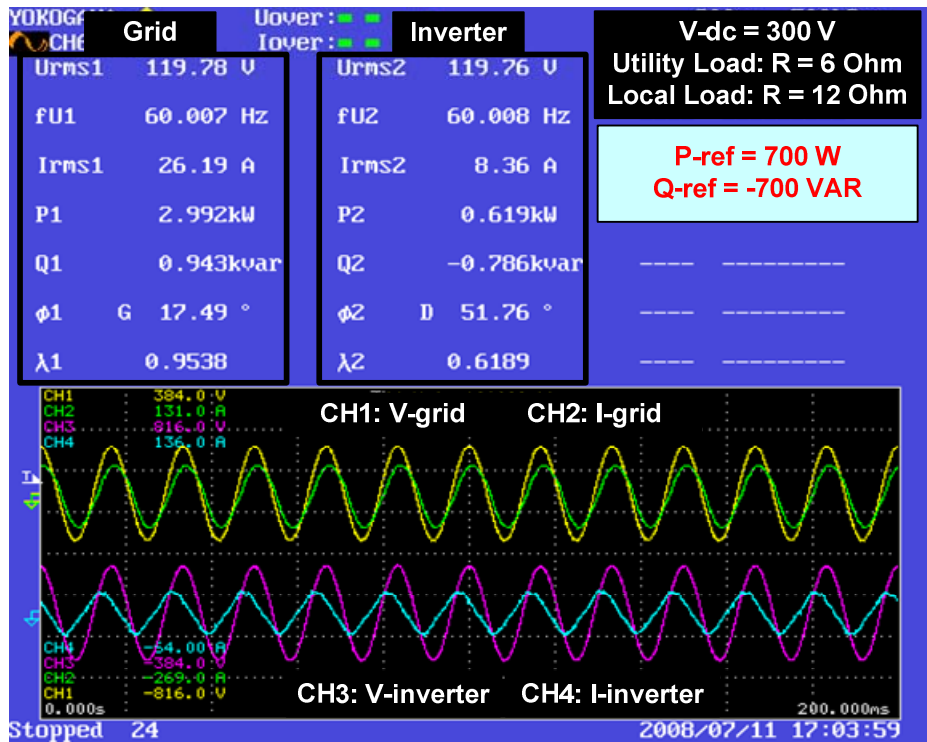 Uover:
Iover:
Grid
Urms1 119.78 V
fU1 60.007 Hz
Irms1 26.19 A
P1 2.992kW
Q1 0.943kvar
φ1 G 17.49 °
λ1 0.9538
Inverter
Urms2 119.76 V
fU2 60.008 Hz
Irms2 8.36 A
P2 0.619kW
Q2 -0.786kvar
φ2 D 51.76 °
λ2 0.6189
V-dc = 300 V
Utility Load: R = 6 Ohm
Local Load: R = 12 Ohm
P-ref = 700 W
Q-ref = -700 VAR
---- ---------
---- ---------
---- ---------
CH1 384.0 V
CH2 131.0 A
CH3 816.0 V
CH4 136.0 A
CH1: V-grid CH2: I-grid
CH4 -54.00 A
CH3 -384.0 V
CH2 -269.0 A
CH1 -816.0 V
CH3: V-inverter CH4: I-inverter
0.000s 200.000ms
Stopped 24 2008/07/11 17:03:59